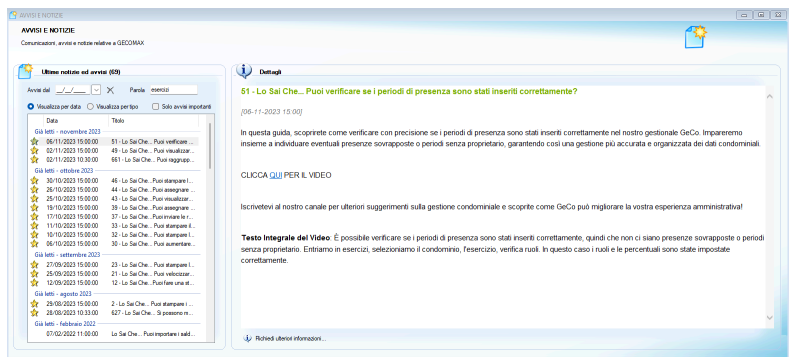 AVVISI E NOTIZIE
AVVISI E NOTIZIE
Comunicazioni, avvisi e notizie relative a GECOMAX
Ultime notizie ed avvisi (69)
Avvisi dal __/__/____ Parola esercizi
Visualizza per data Visualizza per tipo Solo avvisi importanti
Data Titolo
Già letti - novembre 2023
06/11/2023 15:00:00 51 - Lo Sai Che... Puoi verificare ...
02/11/2023 15:00:00 49 - Lo Sai Che... Puoi visualizzar...
02/11/2023 10:30:00 661 - Lo Sai Che... Puoi raggrupp...
Già letti - ottobre 2023
30/10/2023 15:00:00 46 - Lo Sai Che... Puoi stampare l...
26/10/2023 15:00:00 44 - Lo Sai Che... Puoi assegnare ...
25/10/2023 15:00:00 43 - Lo Sai Che... Puoi visualizzar...
19/10/2023 15:00:00 39 - Lo Sai Che... Puoi assegnare ...
17/10/2023 15:00:00 37 - Lo Sai Che... Puoi inviare le r...
11/10/2023 15:00:00 33 - Lo Sai Che... Puoi stampare il...
10/10/2023 15:00:00 32 - Lo Sai Che... Puoi stampare l...
06/10/2023 15:00:00 30 - Lo Sai Che... Puoi aumentare...
Già letti - settembre 2023
27/09/2023 15:00:00 23 - Lo Sai Che... Puoi stampare l...
25/09/2023 15:00:00 21 - Lo Sai Che... Puoi velocizzar...
12/09/2023 15:00:00 12 - Lo Sai Che... Puoi fare una st...
Già letti - agosto 2023
29/08/2023 15:00:00 2 - Lo Sai Che... Puoi stampare i ...
28/08/2023 10:33:00 627 - Lo Sai Che... Si possono m...
Già letti - febbraio 2022
07/02/2022 11:00:00 Lo Sai Che... Puoi importare i sald...
Dettagli
51 - Lo Sai Che... Puoi verificare se i periodi di presenza sono stati inseriti correttamente?
[06-11-2023 15:00]
In questa guida, scoprirete come verificare con precisione se i periodi di presenza sono stati inseriti correttamente nel nostro gestionale GeCo. Impareremo
insieme a individuare eventuali presenze sovrapposte o periodi senza proprietario, garantendo così una gestione più accurata e organizzata dei dati condominiali.
CLICCA QUI PER IL VIDEO
Iscrivetevi al nostro canale per ulteriori suggerimenti sulla gestione condominiale e scoprite come GeCo può migliorare la vostra esperienza amministrativa!
Testo Integrale del Video: È possibile verificare se i periodi di presenza sono stati inseriti correttamente, quindi che non ci siano presenze sovrapposte o periodi
senza proprietario. Entriamo in esercizi, selezioniamo il condominio, l'esercizio, verifica ruoli. In questo caso i ruoli e le percentuali sono state impostate
correttamente.
Richiedi ulteriori informazioni...